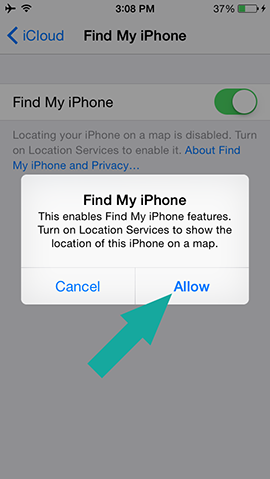 3:08 PM 37%
iCloud Find My iPhone
Find My iPhone
Locating your iPhone on a map is disabled. Turn
on Location Services to enable it. About Find
My iPhone and Privacy...
Find My iPhone
This enables Find My iPhone features.
Turn on Location Services to show the
location of this iPhone on a map.
Cancel Allow